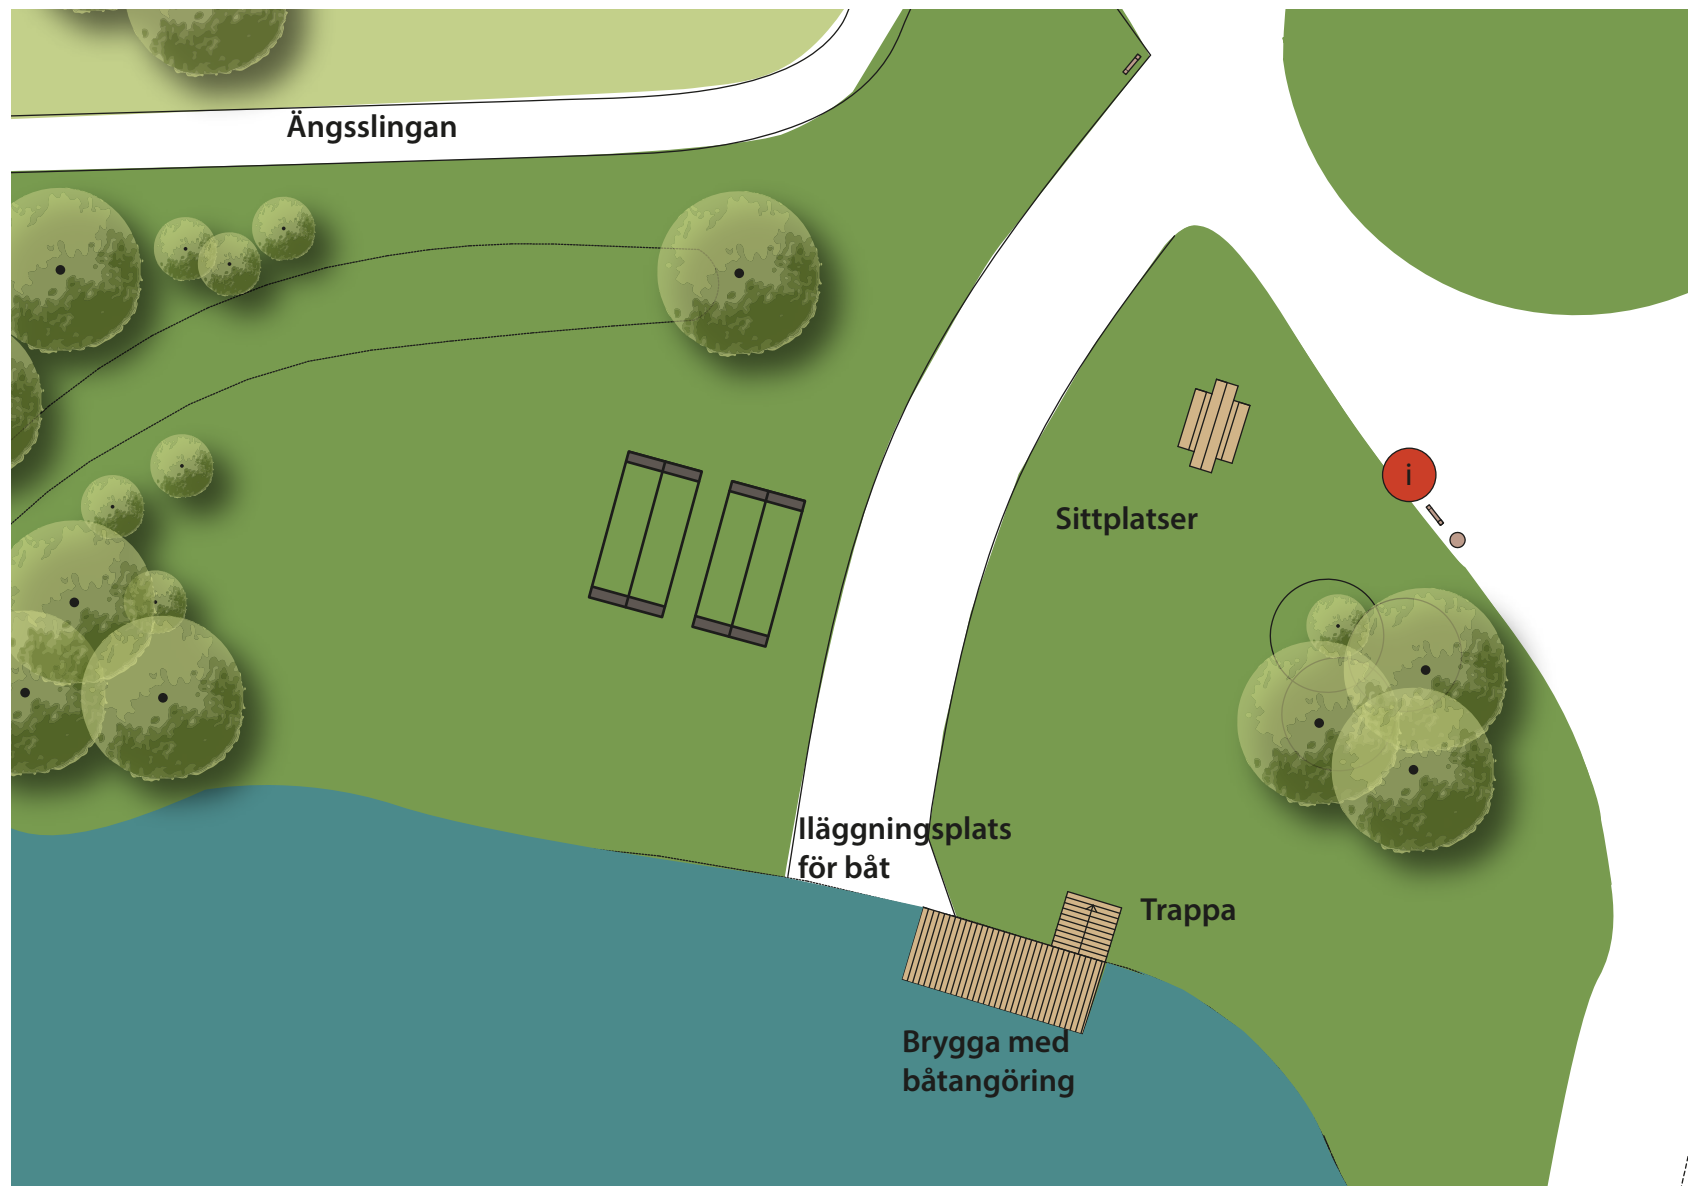 Ängsslingan
i
Sittplatser
Iläggningsplats
för båt
Trappa
Brygga med
båtangöring